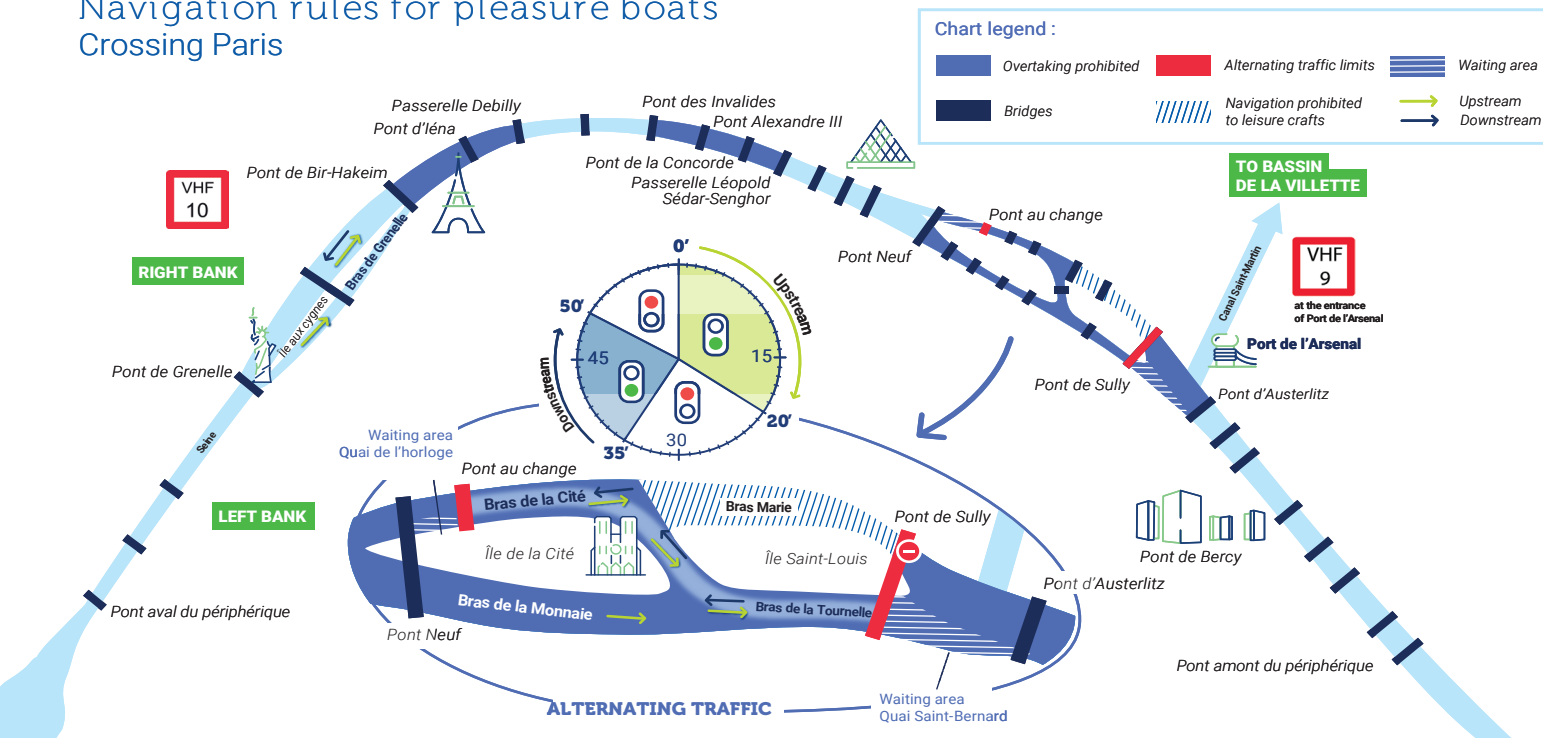 Navigation rules for pleasure boats
Crossing Paris
Chart legend :
Overtaking prohibited
Alternating traffic limits
Waiting area
Bridges
Navigation prohibited
to leisure crafts
Upstream
Downstream
Passerelle Debilly
Pont d'Iéna
Pont de Bir-Hakeim
Pont des Invalides
Pont Alexandre III
Pont de la Concorde
Passerelle Léopold
Sédar-Senghor
VHF
10
RIGHT BANK
Bras de Grenelle
Île aux cygnes
Pont de Grenelle
Seine
LEFT BANK
Pont aval du périphérique
Pont Neuf
Pont au change
TO BASSIN
DE LA VILLETTE
Canal Saint-Martin
VHF
9
at the entrance
of Port de l'Arsenal
Port de l'Arsenal
Pont de Sully
Pont d'Austerlitz
Pont de Bercy
Pont amont du périphérique
0'
Upstream
50'
45
15
Downstream
20'
30
35'
Waiting area
Quai de l'horloge
Pont au change
Bras de la Cité
Bras Marie
Pont de Sully
Île de la Cité
Île Saint-Louis
Pont d'Austerlitz
Bras de la Monnaie
Bras de la Tournelle
Pont Neuf
Waiting area
Quai Saint-Bernard
ALTERNATING TRAFFIC